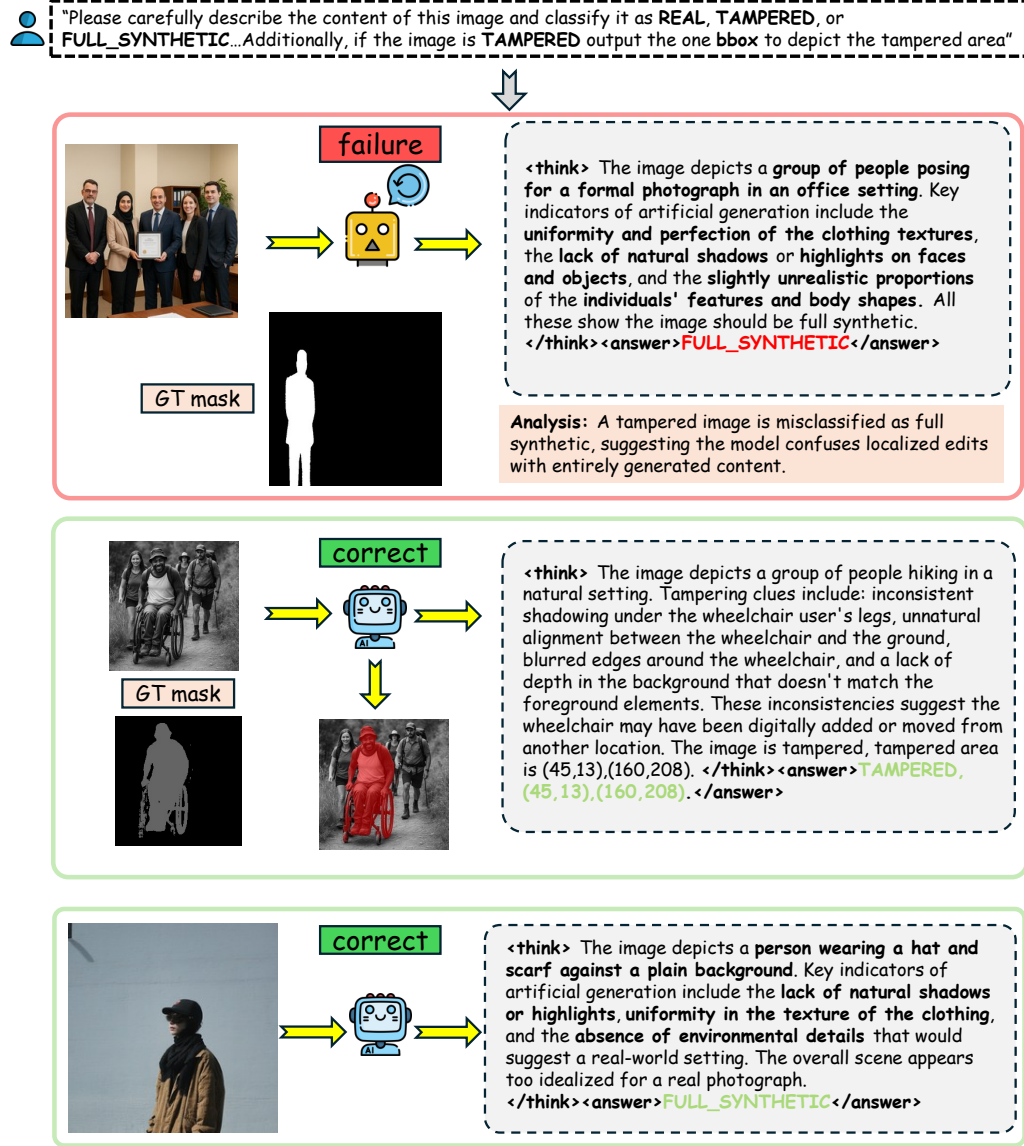 “Please carefully describe the content of this image and classify it as REAL, TAMPERED, or
FULL_SYNTHETIC…Additionally, if the image is TAMPERED output the one bbox to depict the tampered area”
failure
<think> The image depicts a group of people posing
for a formal photograph in an office setting. Key
indicators of artificial generation include the
uniformity and perfection of the clothing textures,
the lack of natural shadows or highlights on faces
and objects, and the slightly unrealistic proportions
of the individuals' features and body shapes. All
these show the image should be full synthetic.
</think><answer>FULL_SYNTHETIC</answer>
GT mask
Analysis: A tampered image is misclassified as full
synthetic, suggesting the model confuses localized edits
with entirely generated content.
correct
AI
GT mask
<think> The image depicts a group of people hiking in a
natural setting. Tampering clues include: inconsistent
shadowing under the wheelchair user's legs, unnatural
alignment between the wheelchair and the ground,
blurred edges around the wheelchair, and a lack of
depth in the background that doesn't match the
foreground elements. These inconsistencies suggest the
wheelchair may have been digitally added or moved from
another location. The image is tampered, tampered area
is (45,13),(160,208). </think><answer>TAMPERED,
(45,13),(160,208).</answer>
correct
AI
<think> The image depicts a person wearing a hat and
scarf against a plain background. Key indicators of
artificial generation include the lack of natural shadows
or highlights, uniformity in the texture of the clothing,
and the absence of environmental details that would
suggest a real-world setting. The overall scene appears
too idealized for a real photograph.
</think><answer>FULL_SYNTHETIC</answer>